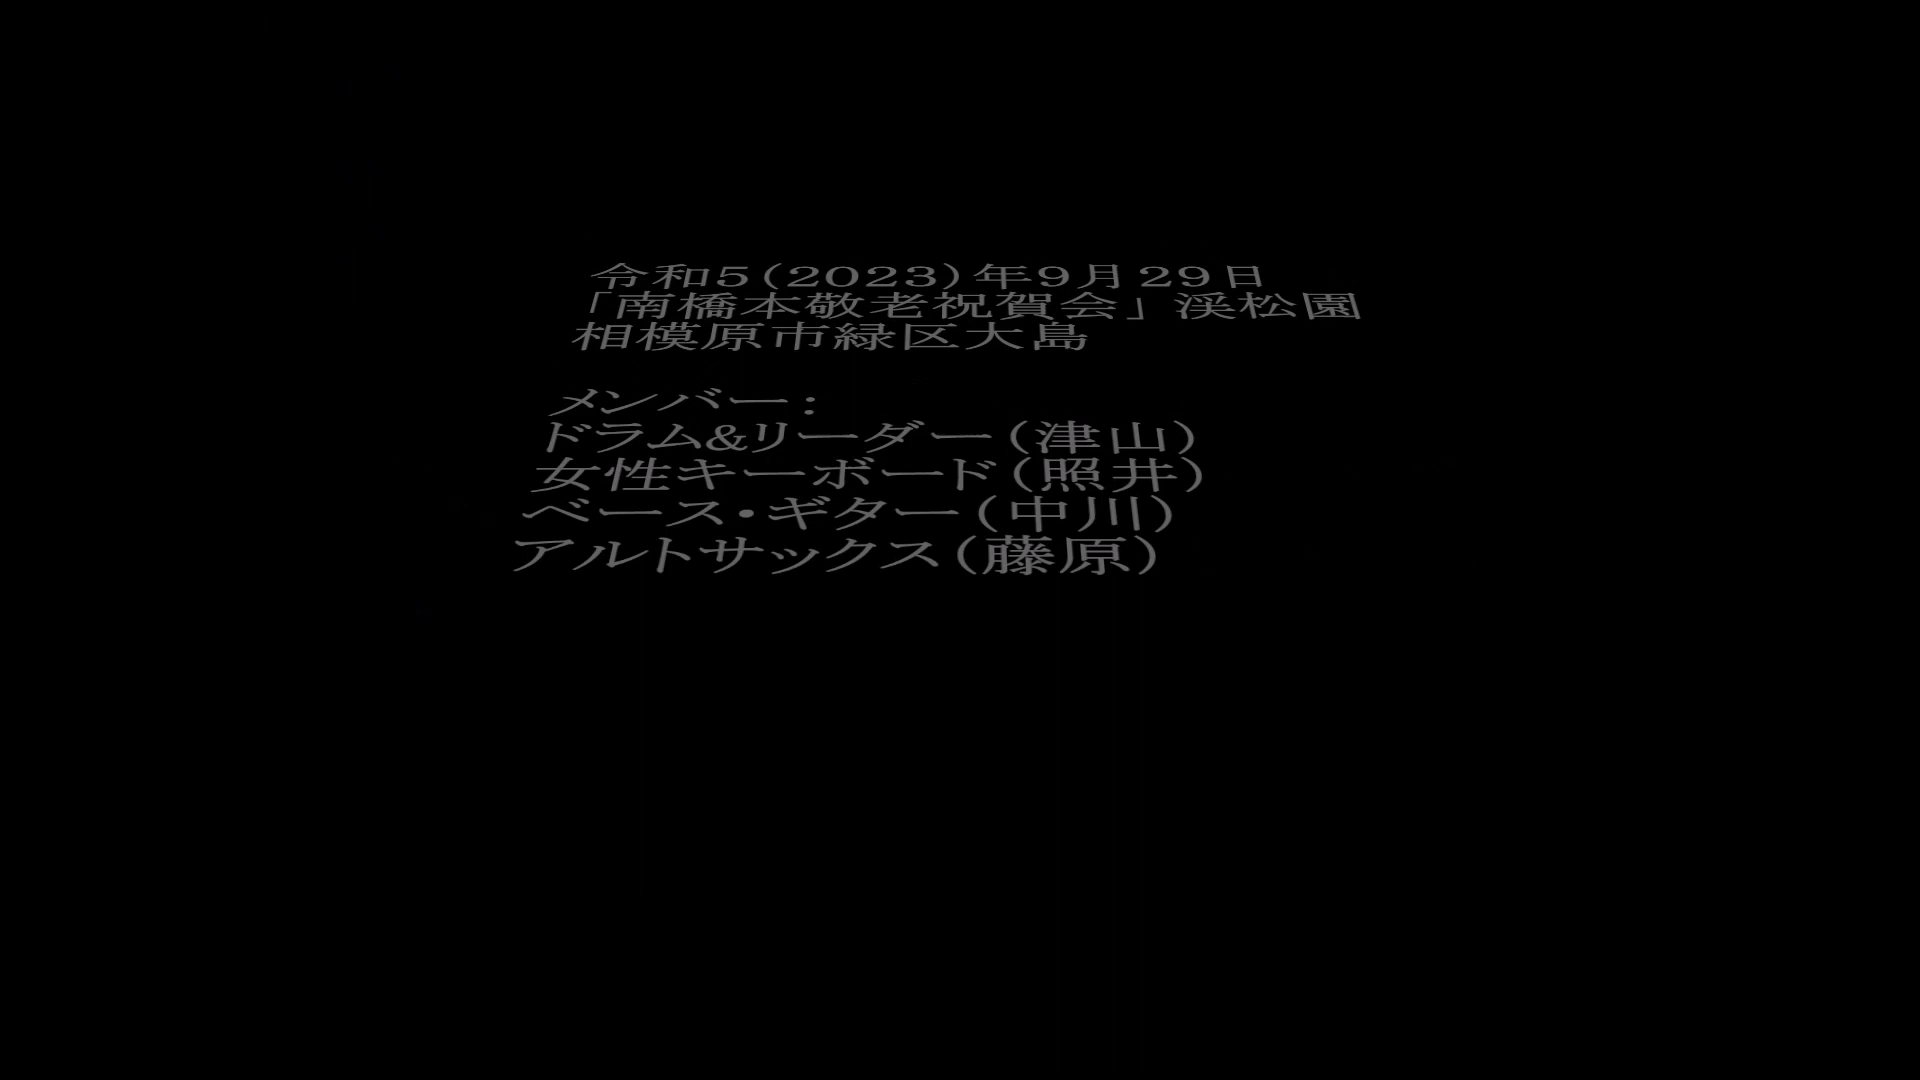 令和5(2023)年9月29日
「南橋本敬老祝賀会」渓松園
相模原市緑区大島
メンバー:
ドラム&リーダー(津山)
女性キーボード(照井)
ベース・ギター(中川)
アルトサックス(藤原)